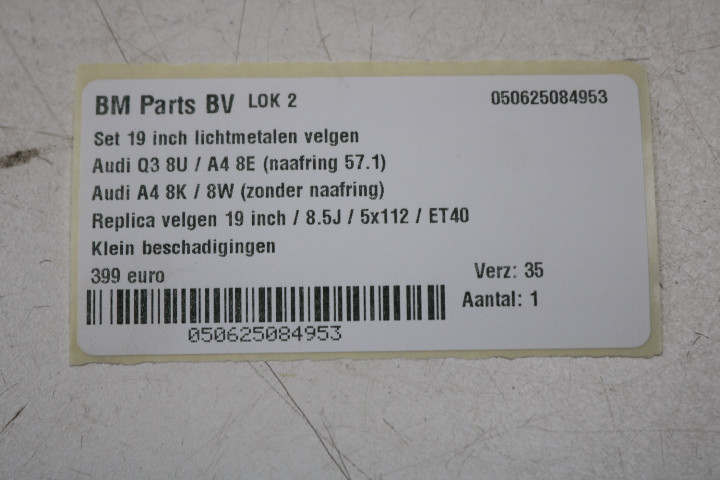 BM Parts BV LOK 2 050625084953
Set 19 inch lichtmetalen velgen
Audi Q3 8U / A4 8E (naafring 57.1)
Audi A4 8K / 8W (zonder naafring)
Replica velgen 19 inch / 8.5J / 5x112 / ET40
Klein beschadigingen
399 euro Verz: 35
Aantal: 1
050625084953